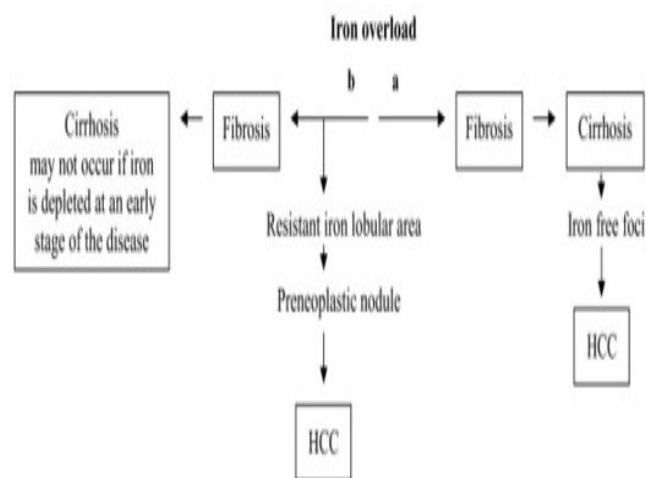 Iron overload
b a
Cirrhosis
may not occur if iron
is depleted at an early
stage of the disease
Fibrosis
Fibrosis
Cirrhosis
Resistant iron lobular area
Iron free foci
Preneoplastic nodule
HCC
HCC